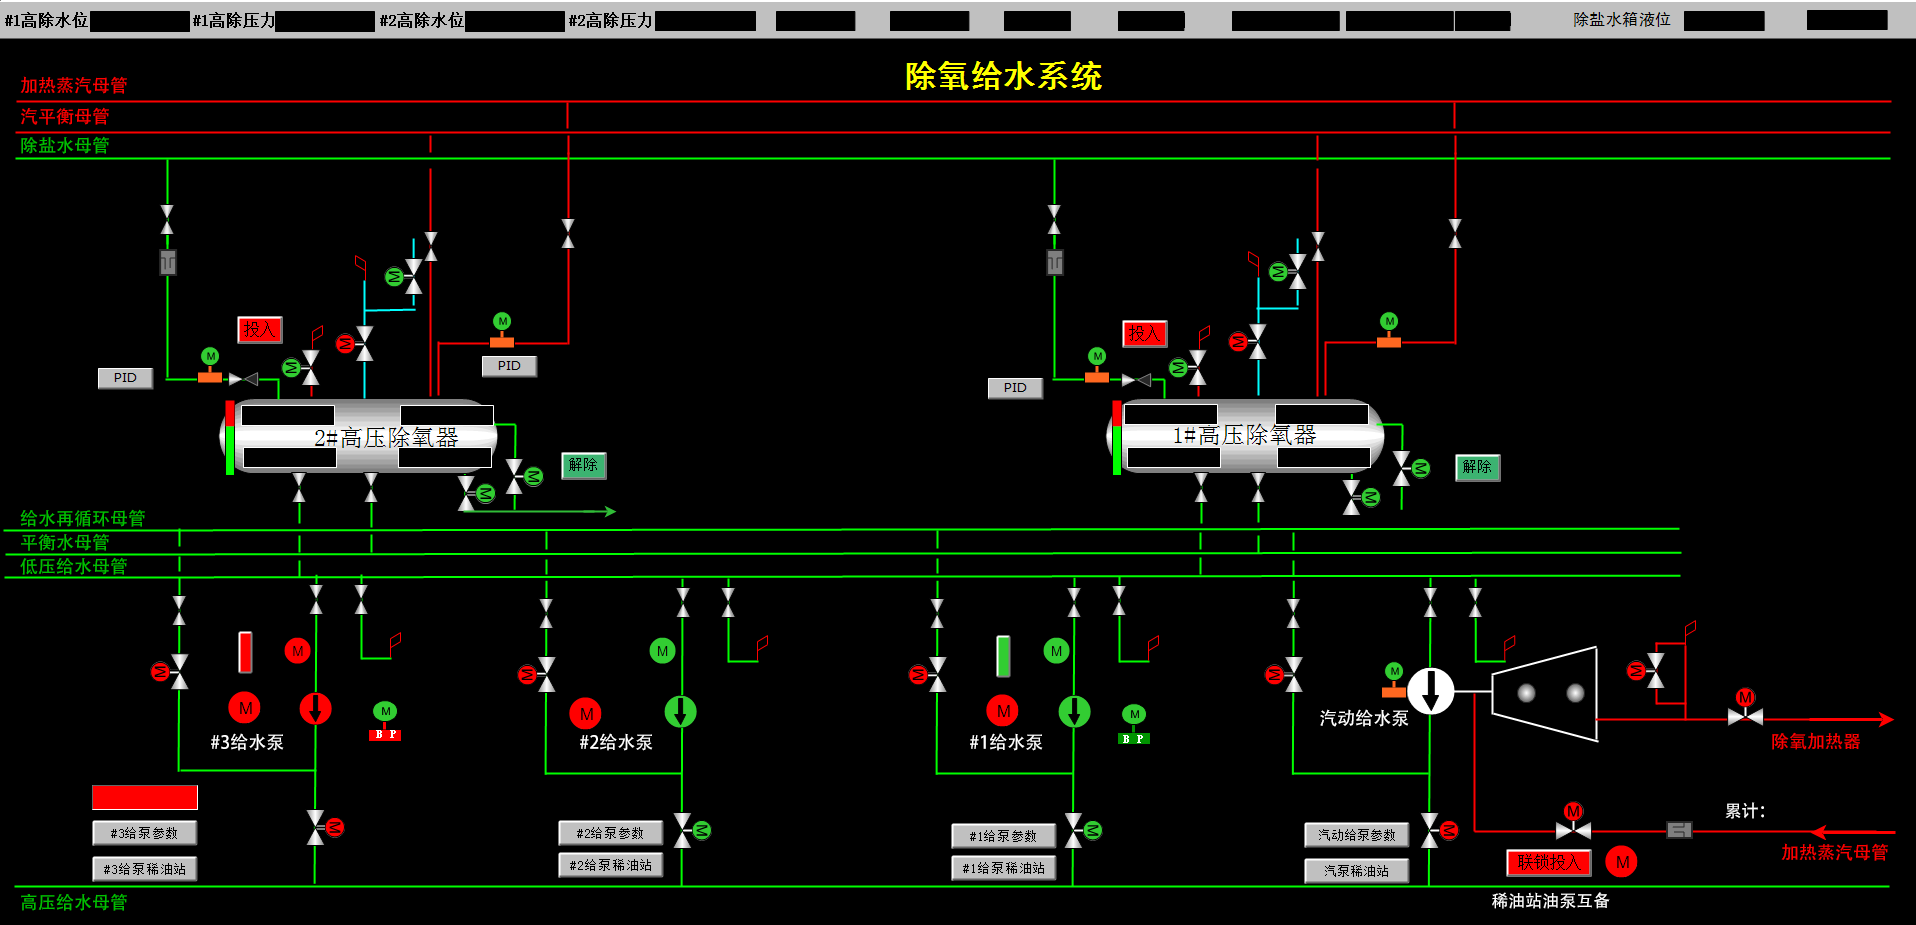 #1高除水位 #1高除压力 #2高除水位 #2高除压力 除盐水箱液位
除氧给水系统
加热蒸汽母管
汽平衡母管
除盐水母管
M
M
投入
M
M
M
M
PID
PID
2#高压除氧器
M
M
解除
M
M
投入
M
M
M
M
PID
1#高压除氧器
M
M
解除
给水再循环母管
平衡水母管
低压给水母管
M
M
M
M
B P
#3给水泵
M
M
M
#2给水泵
M
M
M
M
B P
#1给水泵
M
M
汽动给水泵
M
M
除氧加热器
M
#3给泵参数
#3给泵稀油站
M
#2给泵参数
#2给泵稀油站
M
#1给泵参数
#1给泵稀油站
M
汽动给泵参数
汽泵稀油站
累计:
M
加热蒸汽母管
联锁投入
M
稀油站油泵互备
高压给水母管